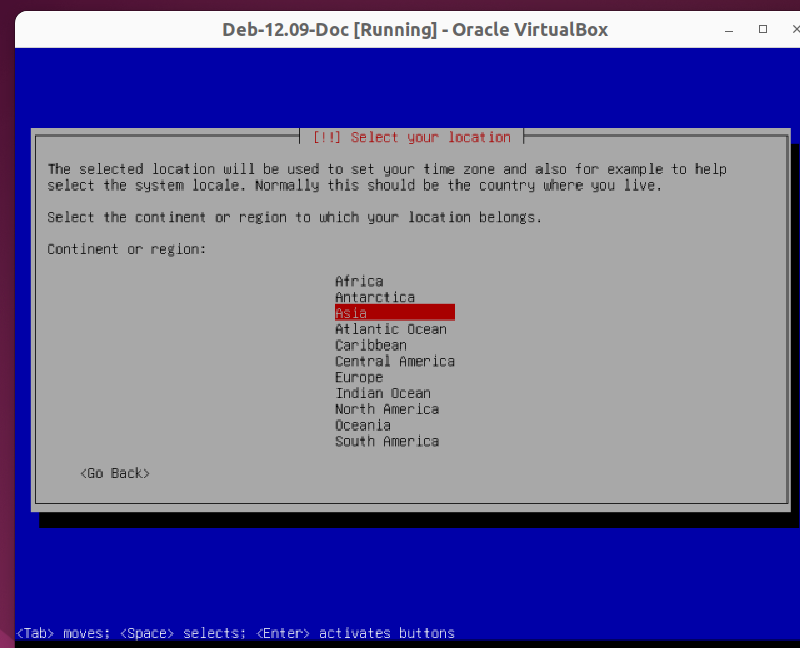 Deb-12.09-Doc [Running] - Oracle VirtualBox
[!!] Select your location
The selected location will be used to set your time zone and also for example to help
select the system locale. Normally this should be the country where you live.
Select the continent or region to which your location belongs.
Continent or region:
Africa
Antarctica
Asia
Atlantic Ocean
Caribbean
Central America
Europe
Indian Ocean
North America
Oceania
South America
<Go Back>
<Tab> moves; <Space> selects; <Enter> activates buttons